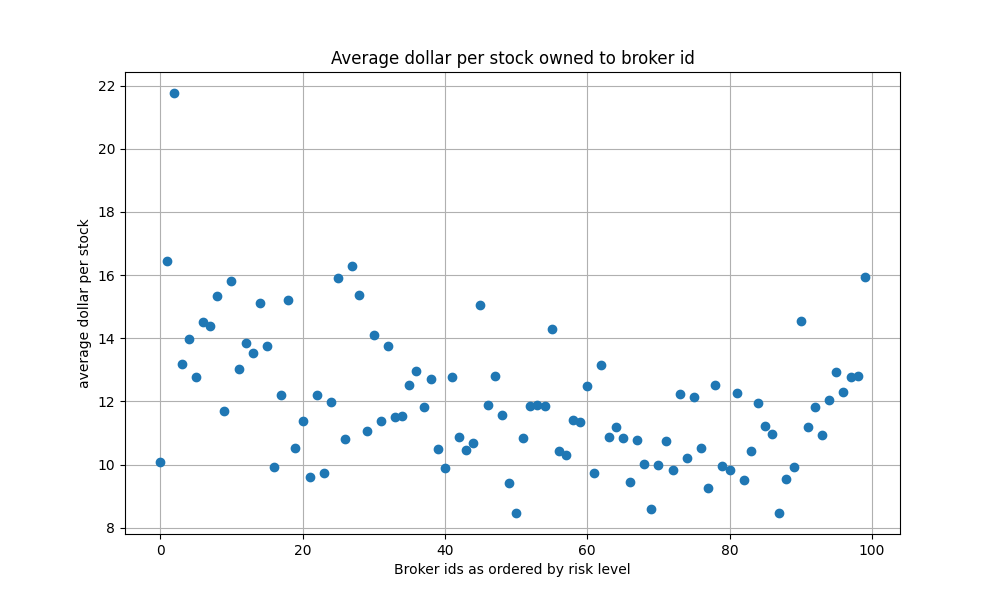 Average dollar per stock owned to broker id
22
20
18
16
14
12
10
8
average dollar per stock
0 20 40 60 80 100
Broker ids as ordered by risk level